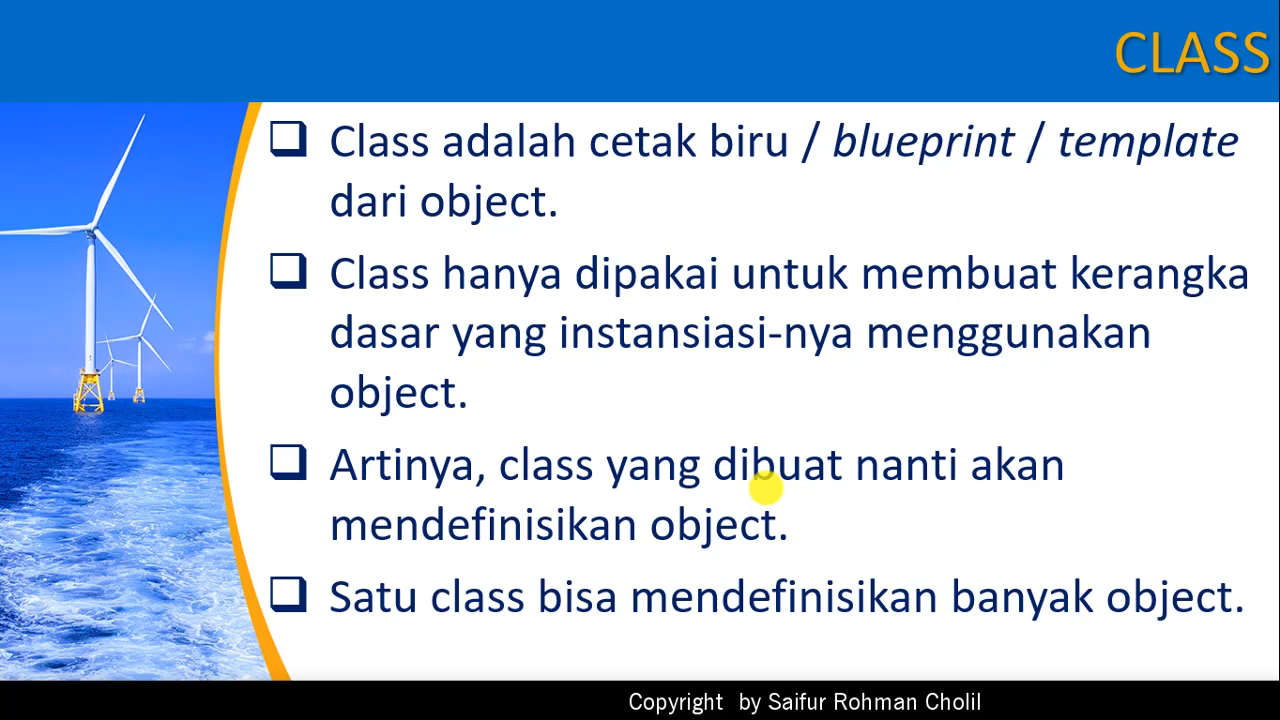 CLASS
❑ Class adalah cetak biru / blueprint / template
dari object.
❑ Class hanya dipakai untuk membuat kerangka
dasar yang instansiasi-nya menggunakan
object.
❑ Artinya, class yang dibuat nanti akan
mendefinisikan object.
❑ Satu class bisa mendefinisikan banyak object.
Copyright by Saifur Rohman Cholil